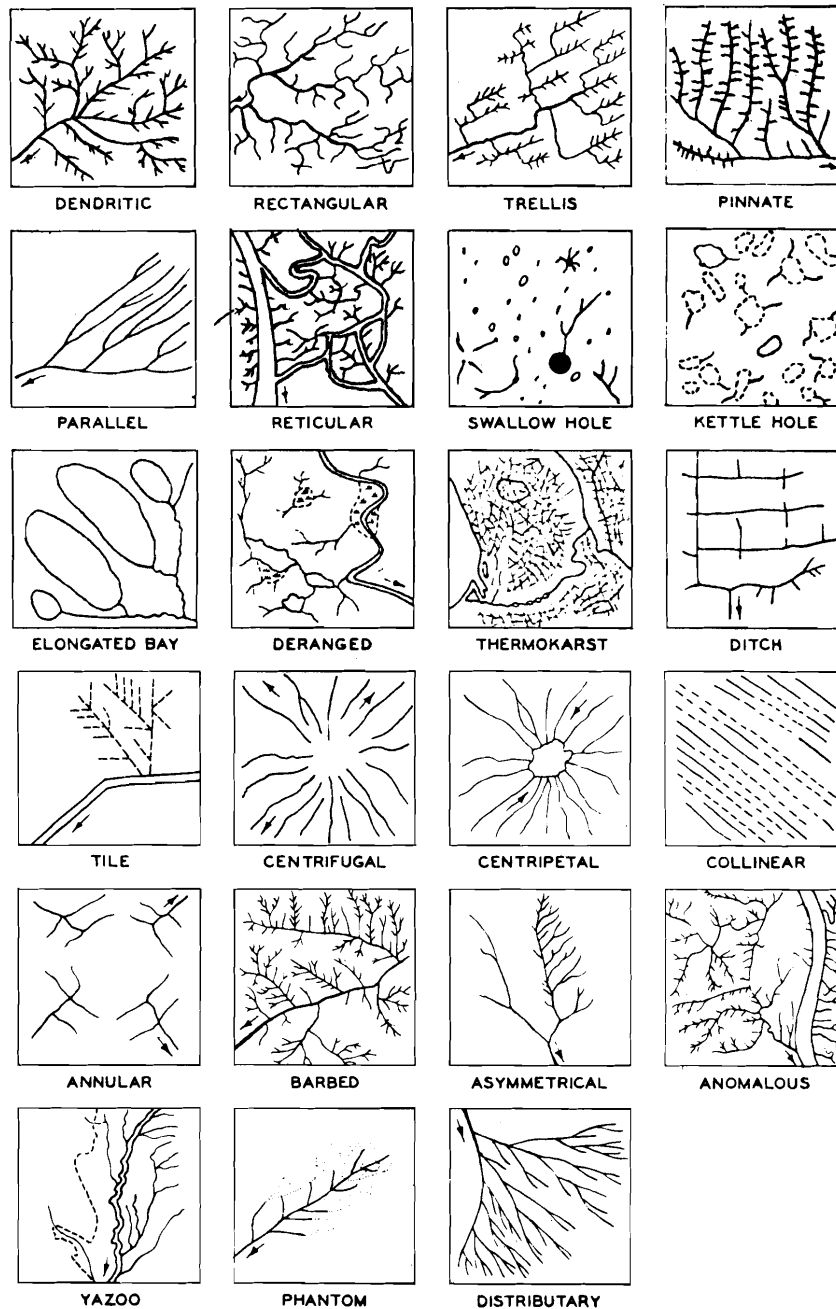 DENDRITIC RECTANGULAR TRELLIS PINNATE
PARALLEL RETICULAR SWALLOW HOLE KETTLE HOLE
ELONGATED BAY DERANGED THERMOKARST DITCH
TILE CENTRIFUGAL CENTRIPETAL COLLINEAR
ANNULAR BARBED ASYMMETRICAL ANOMALOUS
YAZOO PHANTOM DISTRIBUTARY